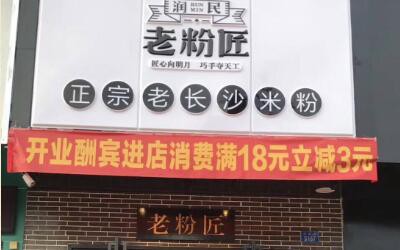 润 RUN MIN 民
老粉匠
匠心向明月 巧手夺天工
正宗老长沙米粉
开业酬宾进店消费满18元立减3元
老粉匠